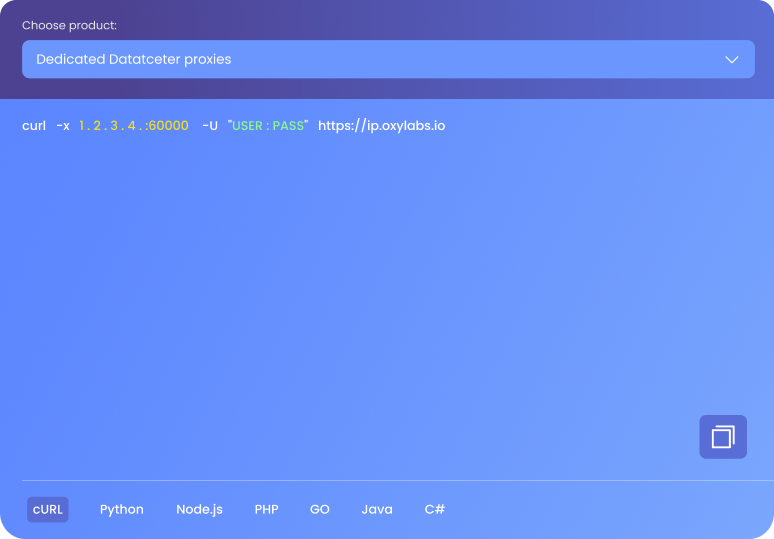 Choose product:
Dedicated Datatceter proxies
curl -x 1 . 2 . 3 . 4 . :60000 -U "USER : PASS" https://ip.oxylabs.io
cURL Python Node.js PHP GO Java C#